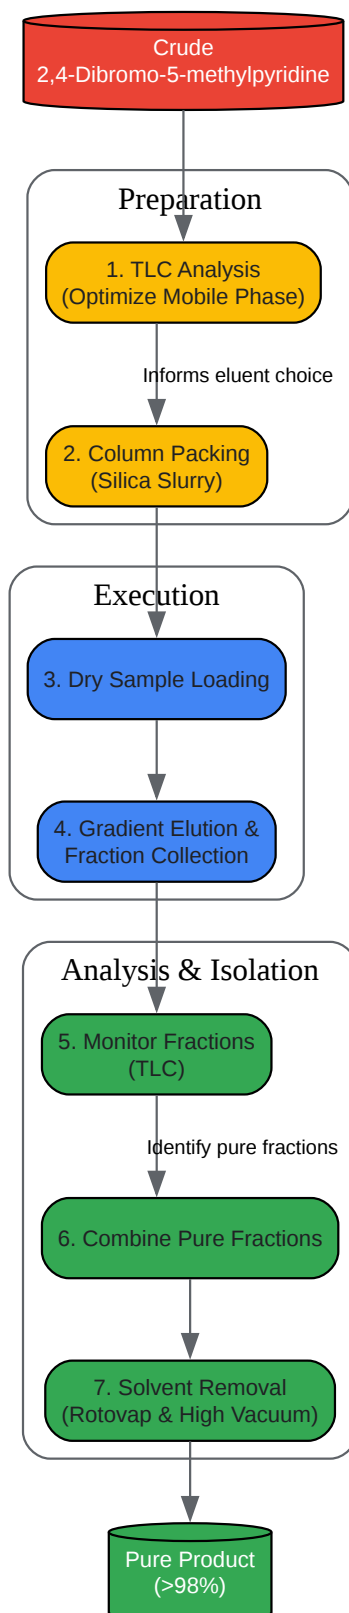 Crude
2,4-Dibromo-5-methylpyridine
Preparation
1. TLC Analysis
(Optimize Mobile Phase)
Informs eluent choice
2. Column Packing
(Silica Slurry)
Execution
3. Dry Sample Loading
4. Gradient Elution &
Fraction Collection
Analysis & Isolation
5. Monitor Fractions
(TLC)
Identify pure fractions
6. Combine Pure Fractions
7. Solvent Removal
(Rotovap & High Vacuum)
Pure Product
(>98%)